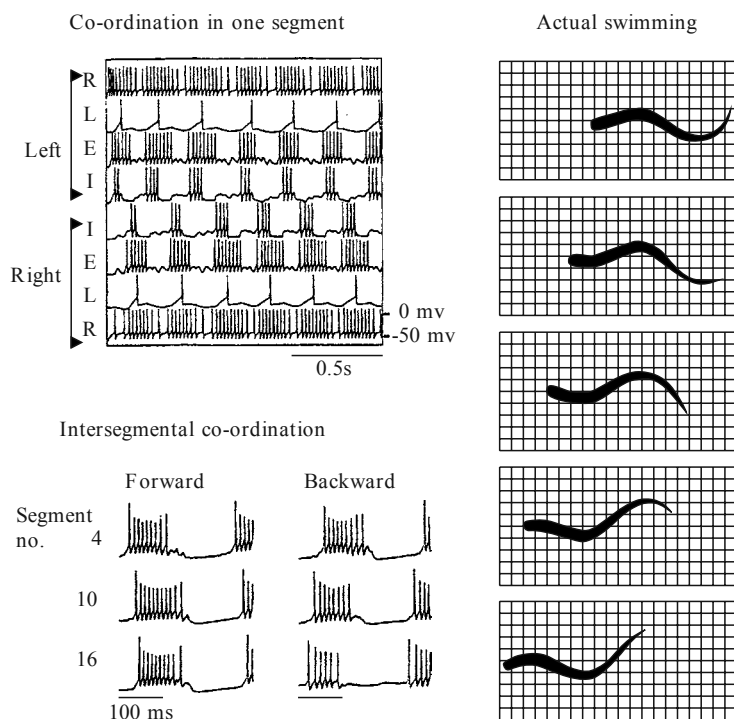 Co-ordination in one segment
R
L
E
I
Left
I
E
L
R
Right
0 mv
-50 mv
0.5s
Intersegmental co-ordination
Forward Backward
Segment
no. 4
10
16
100 ms
Actual swimming